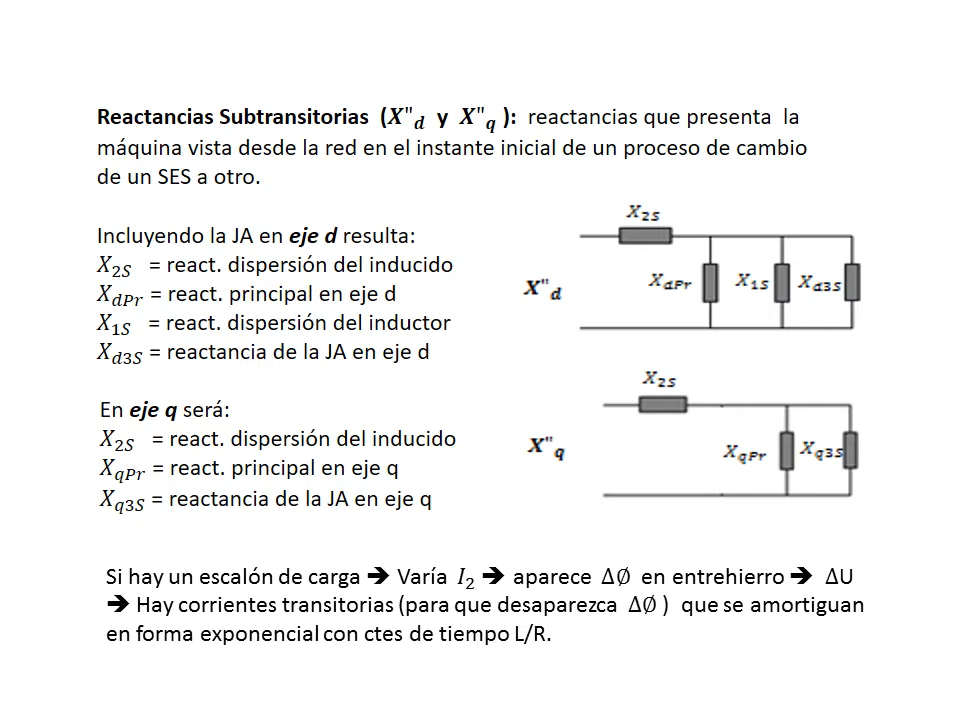 Reactancias Subtransitorias (X"d y X"q ): reactancias que presenta la
máquina vista desde la red en el instante inicial de un proceso de cambio
de un SES a otro.
Incluyendo la JA en eje d resulta:
X2S = react. dispersión del inducido
XdPr = react. principal en eje d
X1S = react. dispersión del inductor
Xd3S = reactancia de la JA en eje d
X2S
X"d
XdPr X1S Xd3S
En eje q será:
X2S = react. dispersión del inducido
XqPr = react. principal en eje q
Xq3S = reactancia de la JA en eje q
X2S
X"q
XqPr Xq3S
Si hay un escalón de carga 🡺 Varía I2 🡺 aparece ΔØ en entrehierro 🡺 ΔU
🡺 Hay corrientes transitorias (para que desaparezca ΔØ ) que se amortiguan
en forma exponencial con ctes de tiempo L/R.